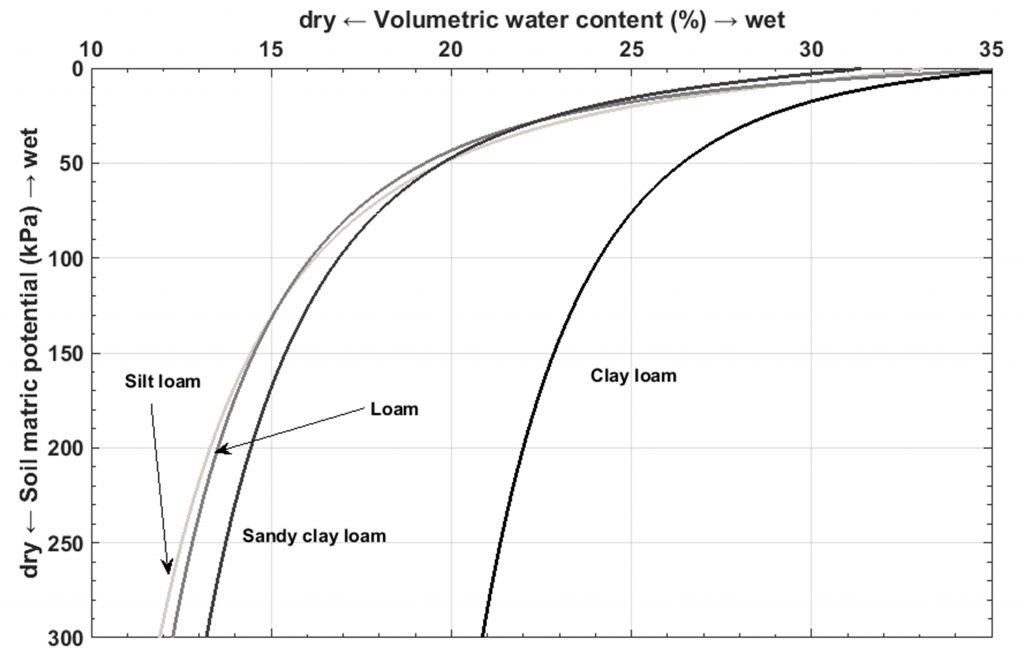 dry ← Volumetric water content (%) → wet
10 15 20 25 30 35
dry ← Soil matric potential (kPa) → wet
0
50
100
150
200
250
300
Silt loam
Loam
Clay loam
Sandy clay loam